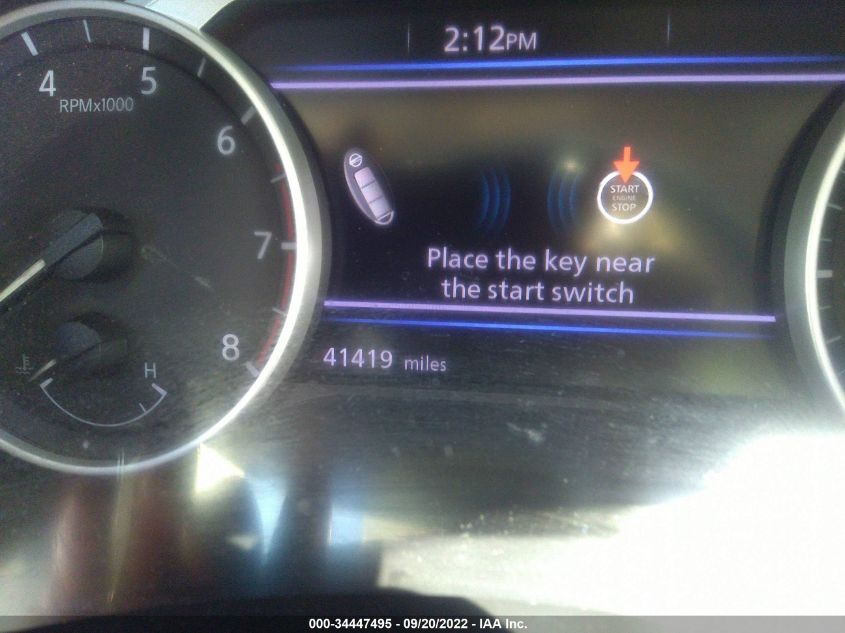 2:12PM
4
5
RPMx1000
6
7
8
H
START
ENGINE
STOP
Place the key near
the start switch
41419 miles
000-34447495 - 09/20/2022 - IAA Inc.